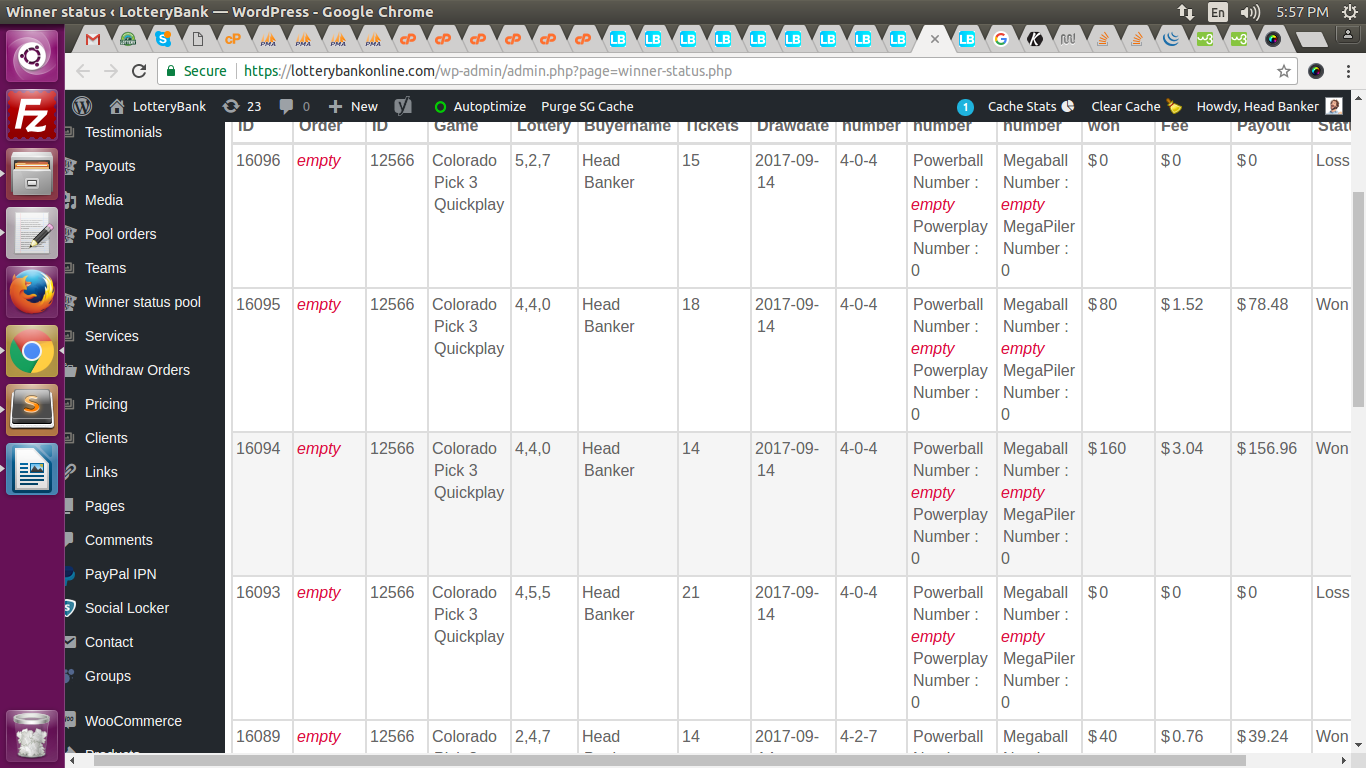 Winner status ‹ LotteryBank — WordPress - Google Chrome
En
5:57 PM
Secure
https://lotterybankonline.com/wp-admin/admin.php?page=winner-status.php
LotteryBank 23 0 New Autoptimize Purge SG Cache 1 Cache Stats Clear Cache Howdy, Head Banker
Testimonials
Payouts
Media
Pool orders
Teams
Winner status pool
Services
Withdraw Orders
Pricing
Clients
Links
Pages
Comments
PayPal IPN
Social Locker
Contact
Groups
WooCommerce
Products
ID Order ID Game Lottery Buyername Tickets Drawdate number number number won Fee Payout Statu
16096 empty 12566 Colorado 5,2,7 Head 15 2017-09- 4-0-4 Powerball Megaball $0 $0 $0 Loss
Pick 3 Banker 14 Number : Number :
Quickplay empty empty
Powerplay MegaPiler
Number : Number :
0 0
16095 empty 12566 Colorado 4,4,0 Head 18 2017-09- 4-0-4 Powerball Megaball $80 $1.52 $78.48 Won
Pick 3 Banker 14 Number : Number :
Quickplay empty empty
Powerplay MegaPiler
Number : Number :
0 0
16094 empty 12566 Colorado 4,4,0 Head 14 2017-09- 4-0-4 Powerball Megaball $160 $3.04 $156.96 Won
Pick 3 Banker 14 Number : Number :
Quickplay empty empty
Powerplay MegaPiler
Number : Number :
0 0
16093 empty 12566 Colorado 4,5,5 Head 21 2017-09- 4-0-4 Powerball Megaball $0 $0 $0 Loss
Pick 3 Banker 14 Number : Number :
Quickplay empty empty
Powerplay MegaPiler
Number : Number :
0 0
16089 empty 12566 Colorado 2,4,7 Head 14 2017-09- 4-2-7 Powerball Megaball $40 $0.76 $39.24 Won